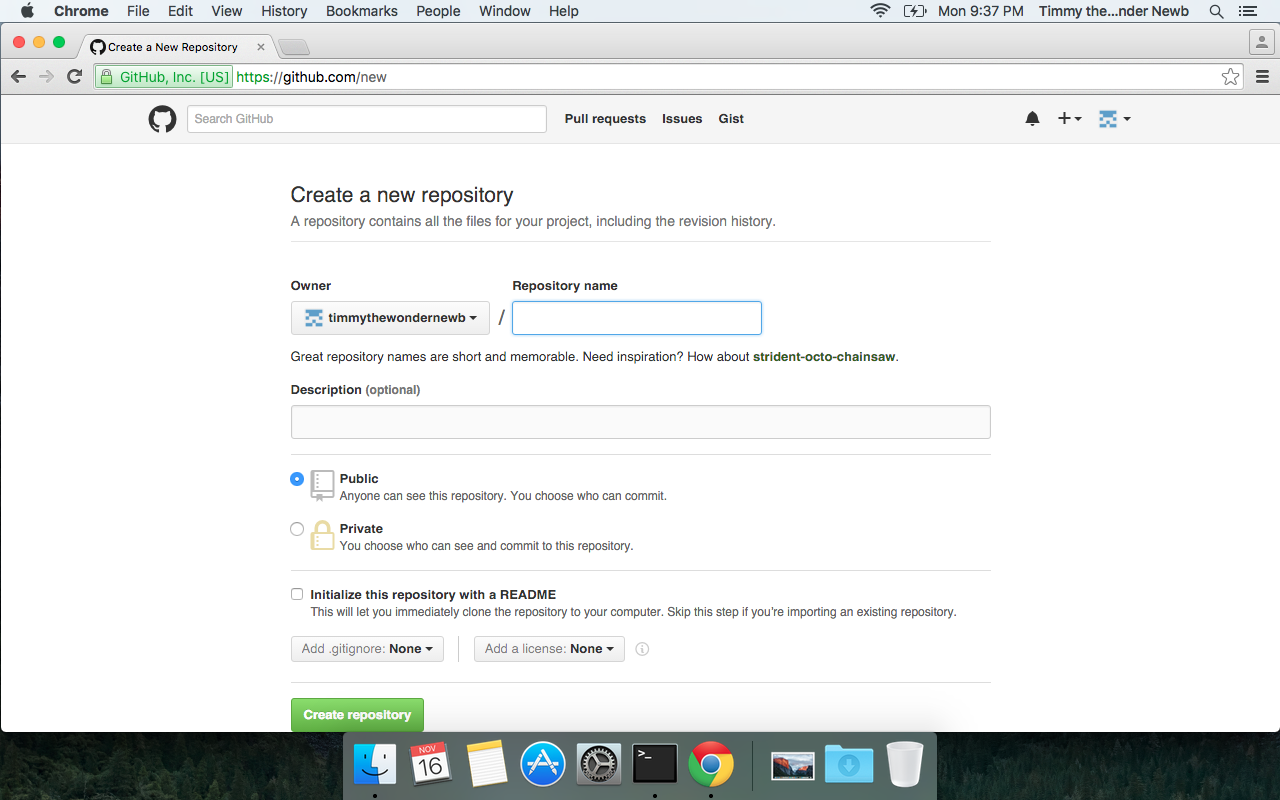 Chrome File Edit View History Bookmarks People Window Help Mon 9:37 PM Timmy the...nder Newb
Create a New Repository
GitHub, Inc. [US] https://github.com/new
Search GitHub Pull requests Issues Gist
Create a new repository
A repository contains all the files for your project, including the revision history.
Owner Repository name
timmythewondernewb /
Great repository names are short and memorable. Need inspiration? How about strident-octo-chainsaw.
Description (optional)
Public
Anyone can see this repository. You choose who can commit.
Private
You choose who can see and commit to this repository.
Initialize this repository with a README
This will let you immediately clone the repository to your computer. Skip this step if you're importing an existing repository.
Add .gitignore: None Add a license: None
Create repository
NOV
16
>_